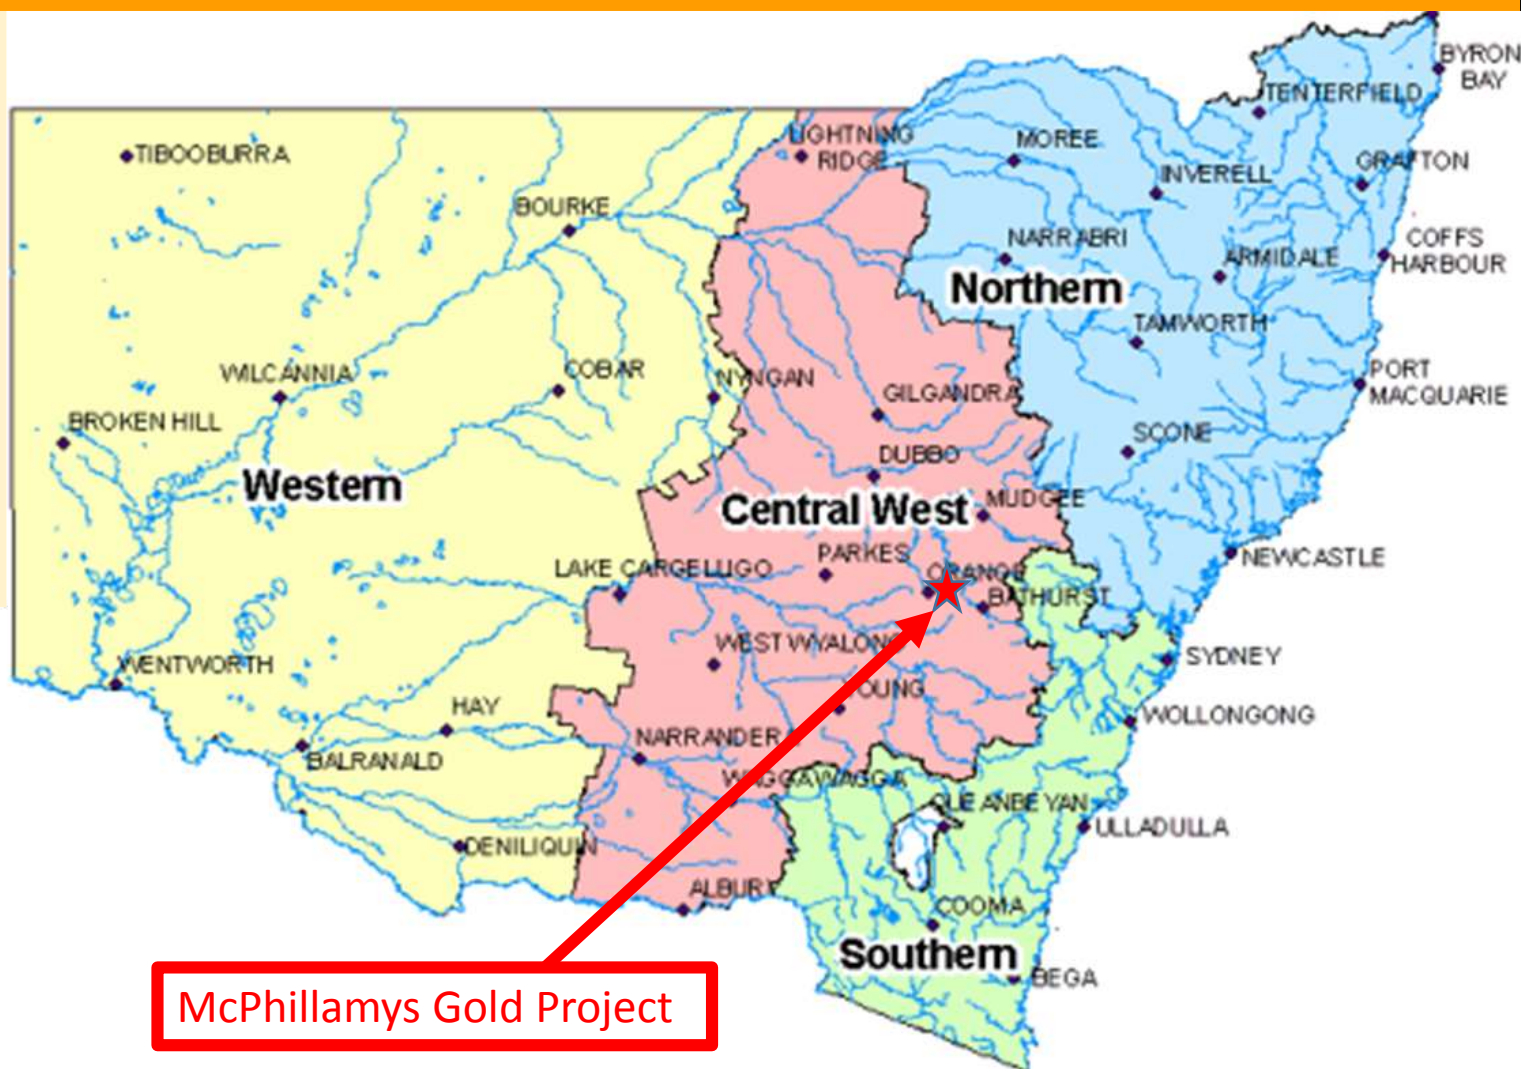 BYRON
BAY
TENTERFIELD
LIGHTNING
RIDGE
MOREE
TIBOOBURRA
GRAFTON
INVERELL
BOURKE
NARRABRI
COFFS
HARBOUR
ARMIDALE
Northern
TAMWORTH
WILCANNIA
COBAR
NYNGAN
PORT
MACQUARIE
GILGANDRA
BROKEN HILL
SCONE
DUBBO
Western
MUDGEE
Central West
PARKES
NEWCASTLE
LAKE CARGELLIGO
ORANGE
BATHURST
WEST WYALONG
SYDNEY
WENTWORTH
YOUNG
HAY
WOLLONGONG
NARRANDERA
BALRANALD
WAGGA WAGGA
QUEANBEYAN
ULLADULLA
DENILIQUIN
ALBURY
COOMA
Southern
BEGA
McPhillamys Gold Project